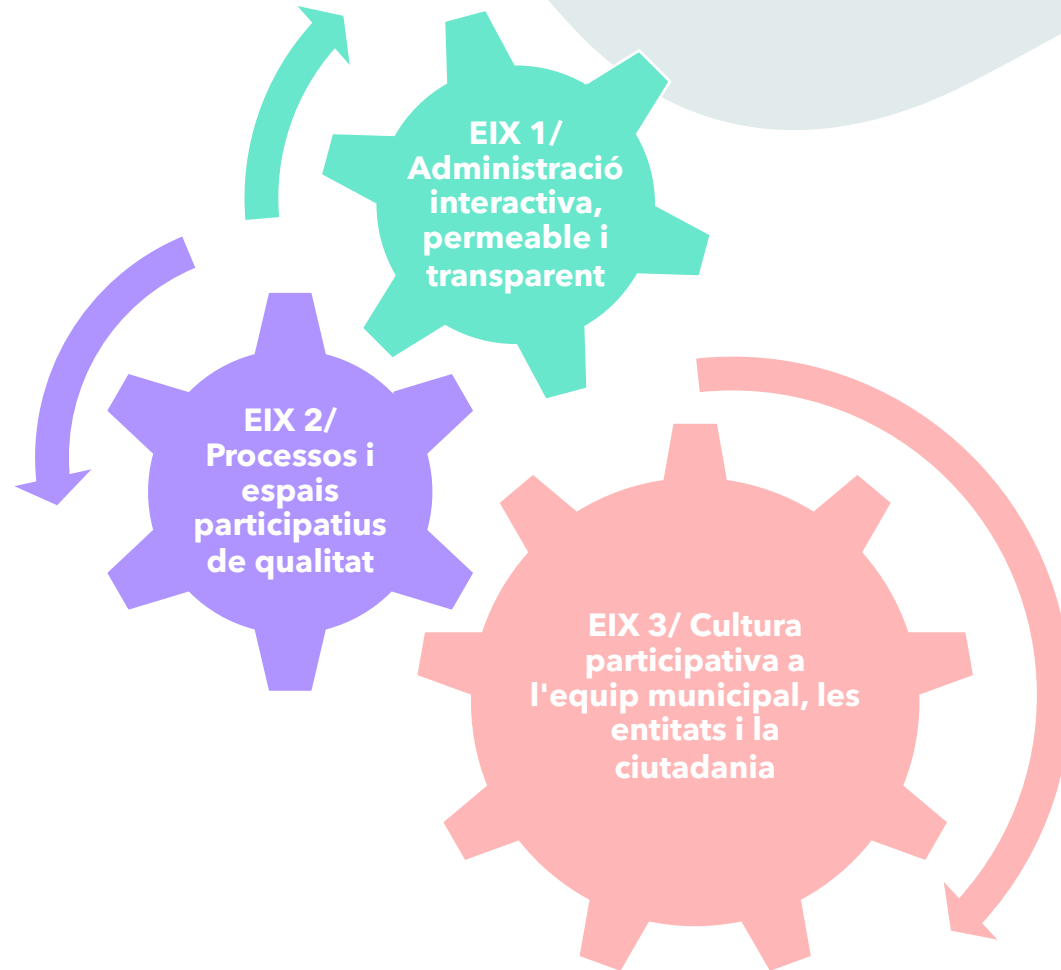 EIX 1/
Administració
interactiva,
permeable i
transparent
EIX 2/
Processos i
espais
participatius
de qualitat
EIX 3/ Cultura
participativa a
l'equip municipal, les
entitats i la
ciutadania